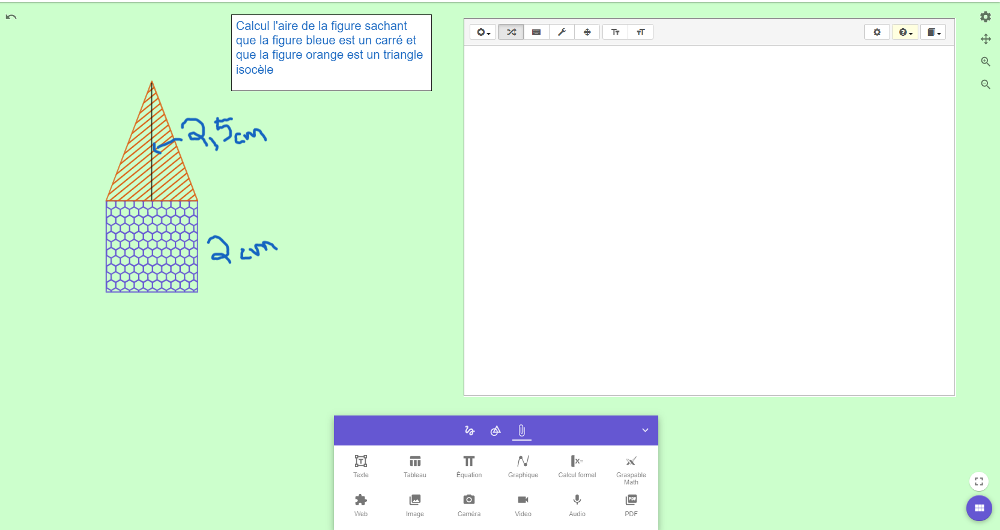 Calcul l'aire de la figure sachant
que la figure bleue est un carré et
que la figure orange est un triangle
isocèle
2,5cm
2 cm
Texte
Tableau
Équation
Graphique
x=
Calcul formel
Graspable
Math
Web
Image
Caméra
Video
Audio
PDF
PDF